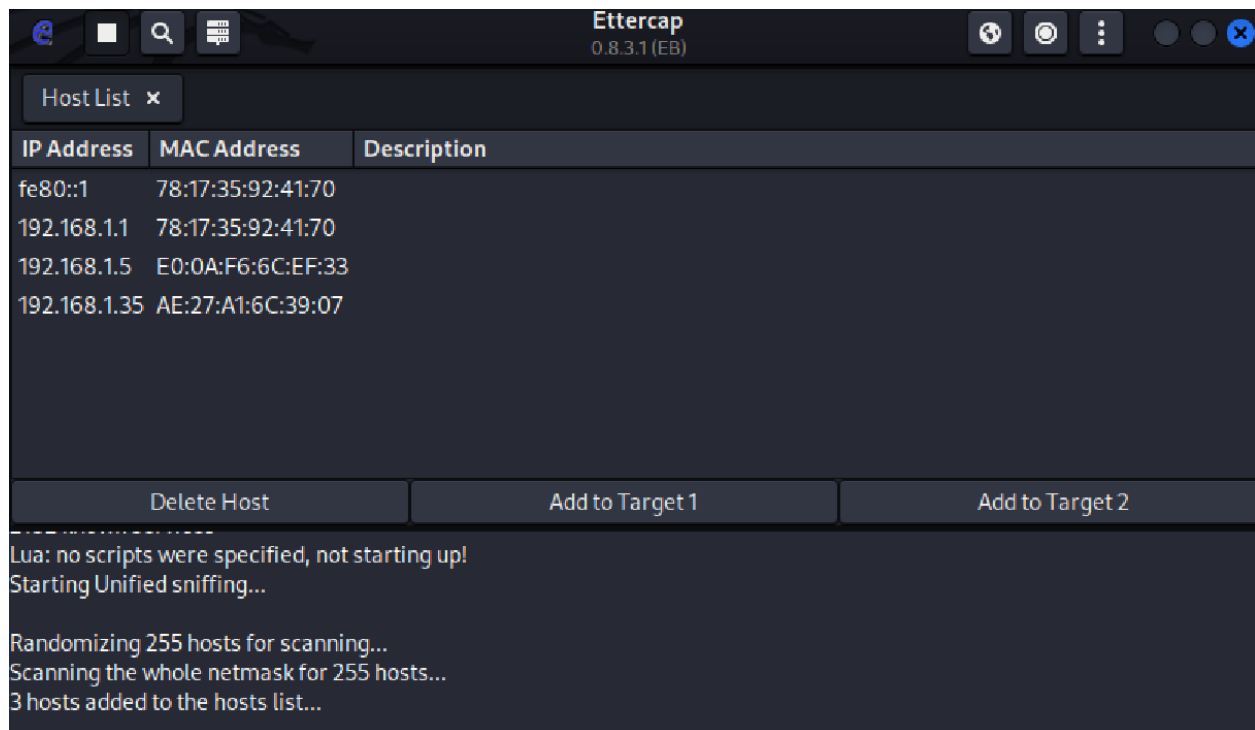 Ettercap
0.8.3.1 (EB)
Host List ×
IP Address MAC Address Description
fe80::1 78:17:35:92:41:70
192.168.1.1 78:17:35:92:41:70
192.168.1.5 E0:0A:F6:6C:EF:33
192.168.1.35 AE:27:A1:6C:39:07
Delete Host Add to Target 1 Add to Target 2
Lua: no scripts were specified, not starting up!
Starting Unified sniffing...
Randomizing 255 hosts for scanning...
Scanning the whole netmask for 255 hosts...
3 hosts added to the hosts list...